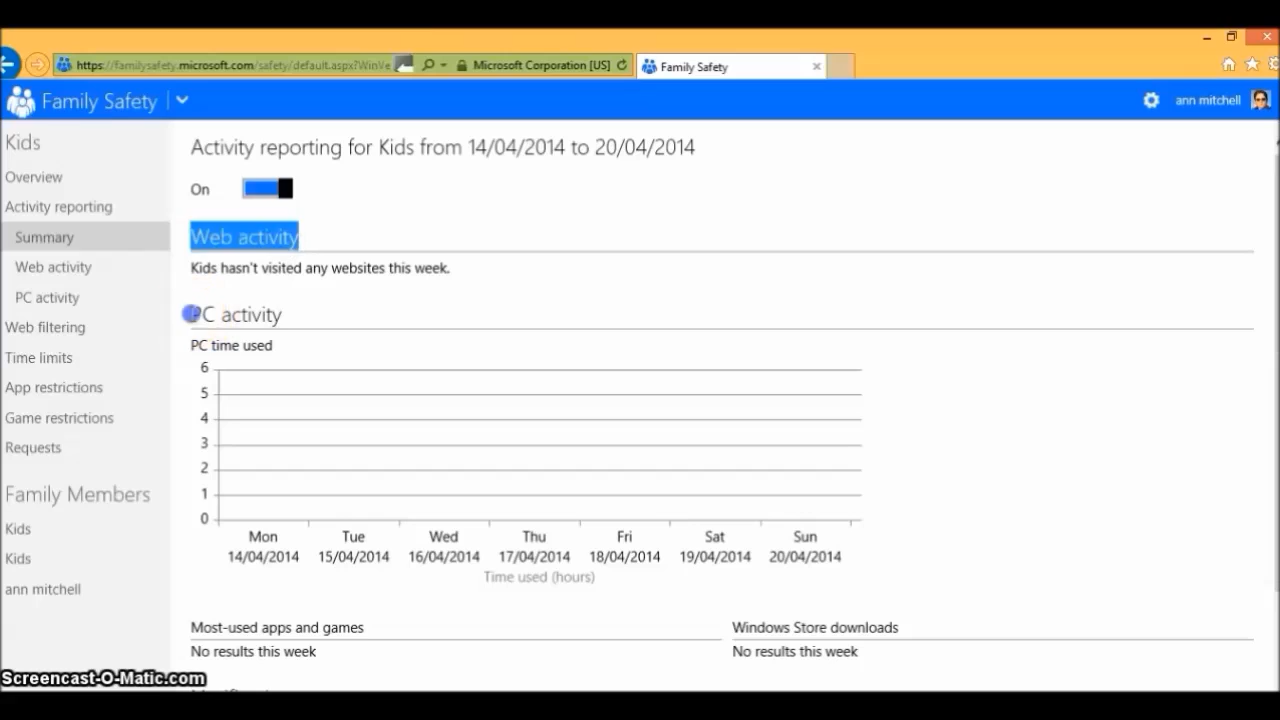 https://familysafety.microsoft.com/safety/default.aspx?WinVe
Microsoft Corporation [US]
Family Safety
Family Safety
ann mitchell
Kids
Overview
Activity reporting
Summary
Web activity
PC activity
Web filtering
Time limits
App restrictions
Game restrictions
Requests
Family Members
Kids
Kids
ann mitchell
Activity reporting for Kids from 14/04/2014 to 20/04/2014
On
Web activity
Kids hasn't visited any websites this week.
PC activity
PC time used
6
5
4
3
2
1
0
Mon Tue Wed Thu Fri Sat Sun
14/04/2014 15/04/2014 16/04/2014 17/04/2014 18/04/2014 19/04/2014 20/04/2014
Time used (hours)
Most-used apps and games
No results this week
Windows Store downloads
No results this week
Screencast-O-Matic.com